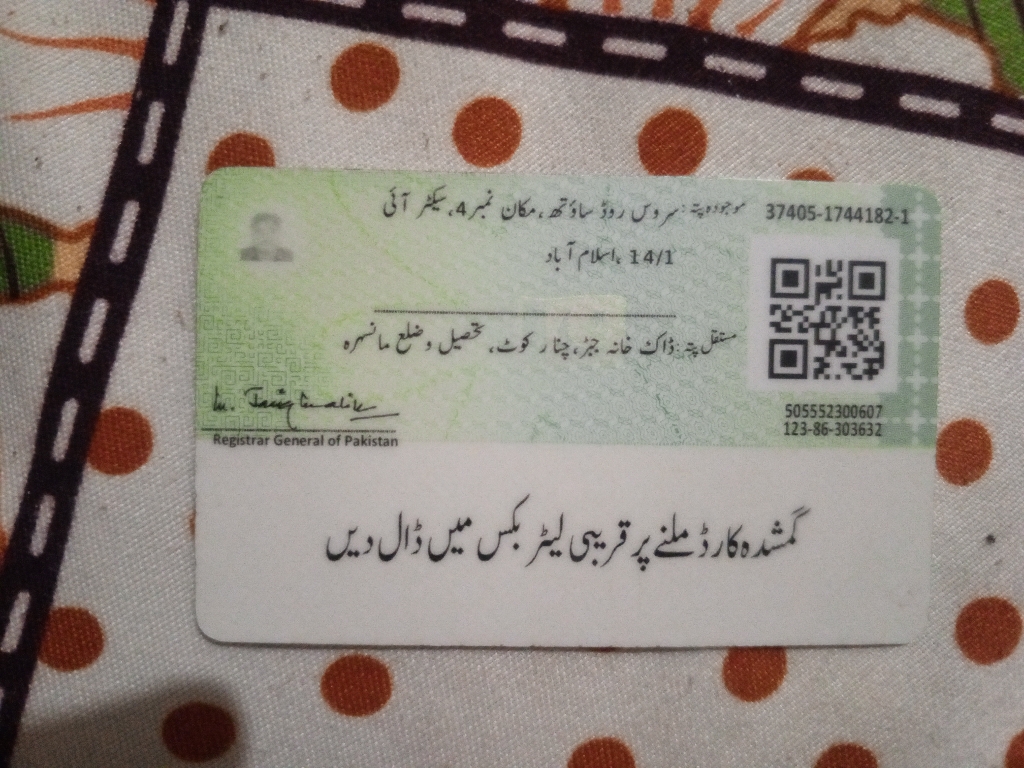 موجودہ پتہ: سروس روڈ ساؤتھ، مکان نمبر 4، سیکٹر آئی
37405-1744182-1
14/1، اسلام آباد
مستقل پتہ: ڈاک خانہ جبڑ، چنار کوٹ، تحصیل و ضلع مانسہرہ
505552300607
123-86-303632
Registrar General of Pakistan
گمشدہ کارڈ ملنے پر قریبی لیٹر بکس میں ڈال دیں